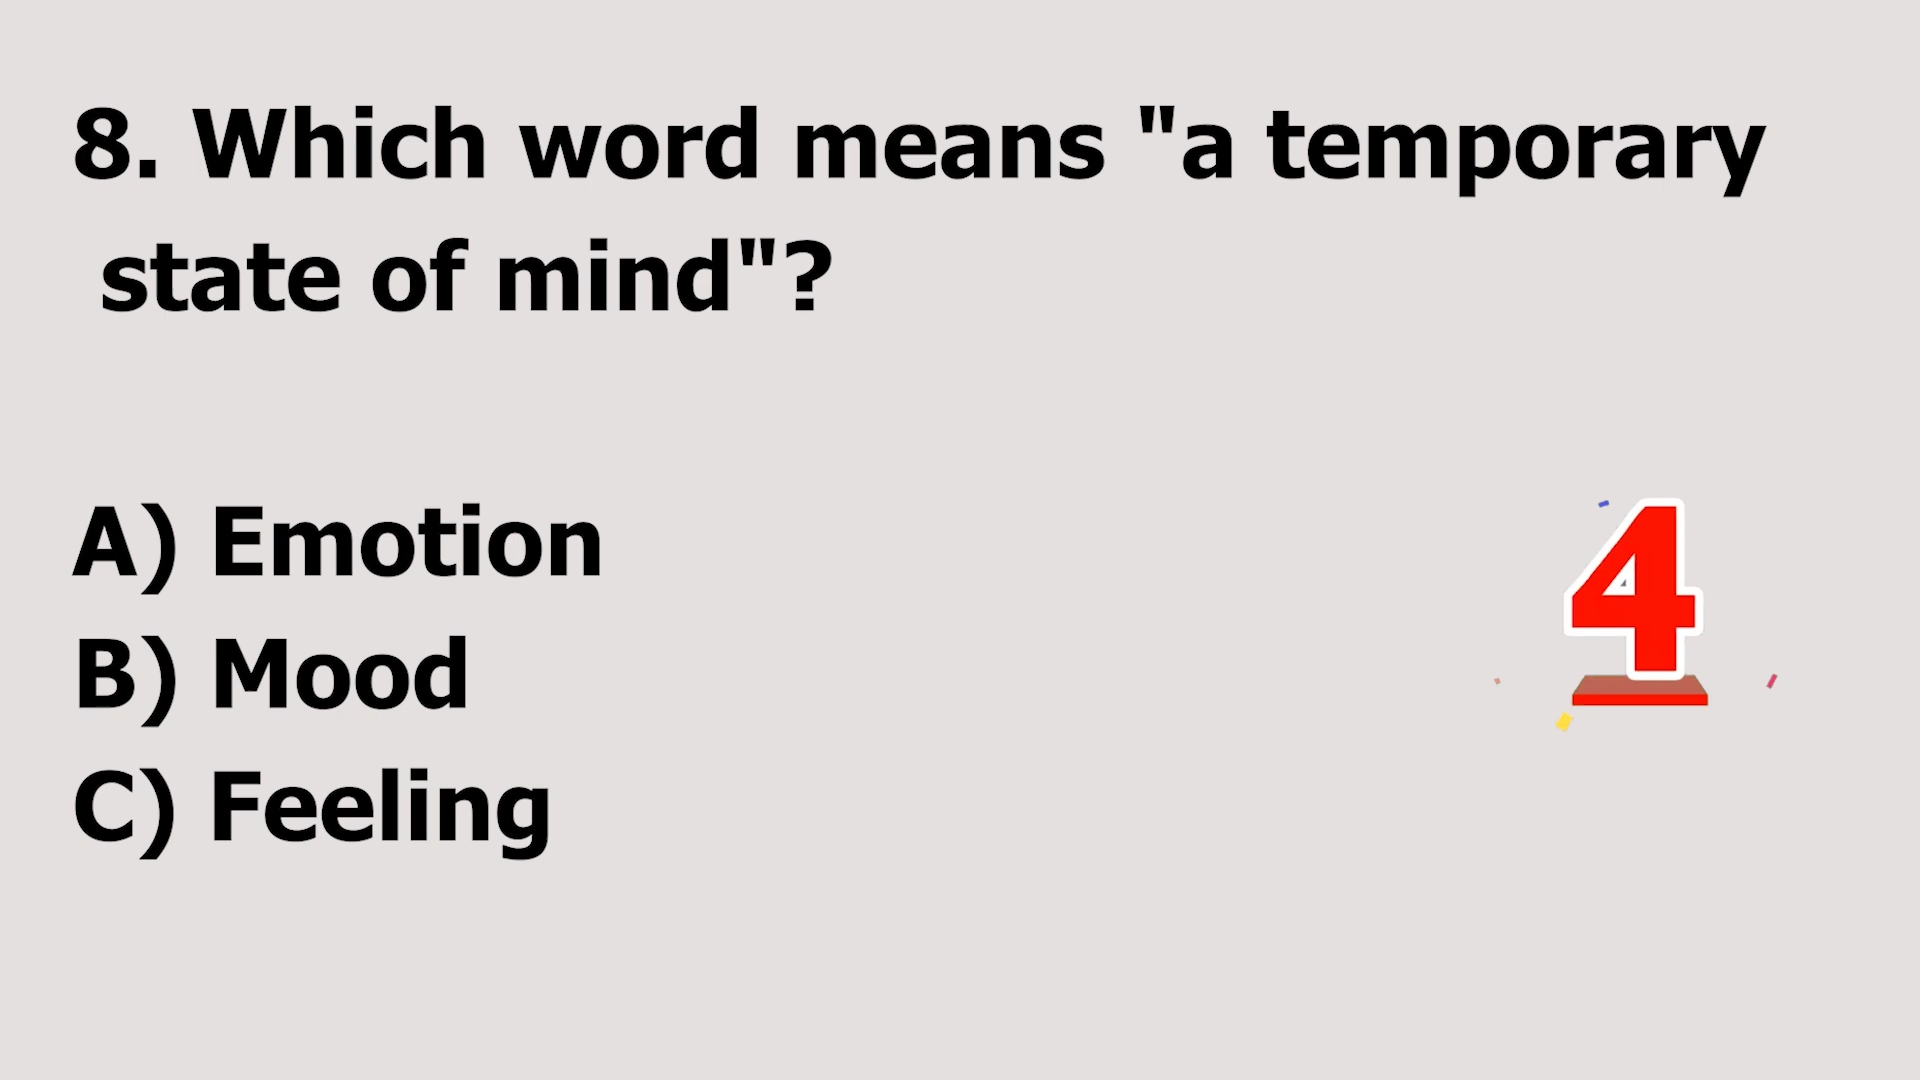 8. Which word means "a temporary
state of mind"?
A) Emotion
4
B) Mood
C) Feeling